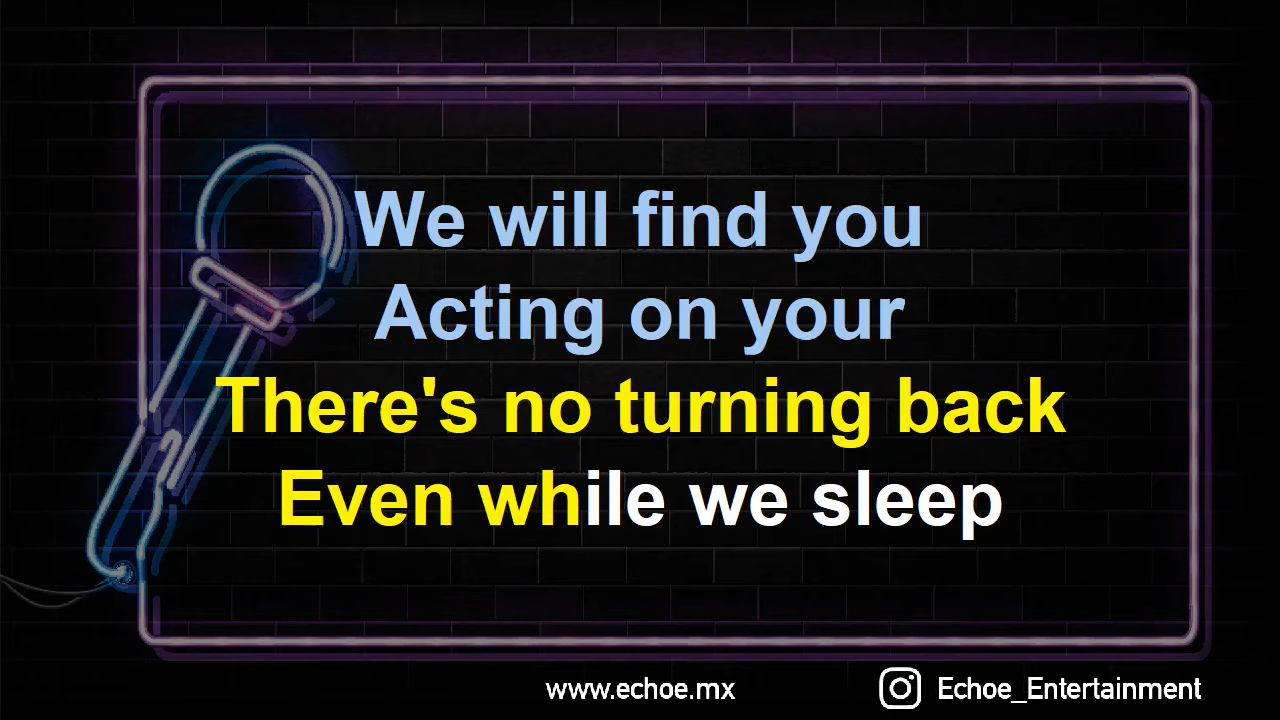 We will find you
Acting on your
There's no turning back
Even while we sleep
www.echoe.mx
Echoe_Entertainment